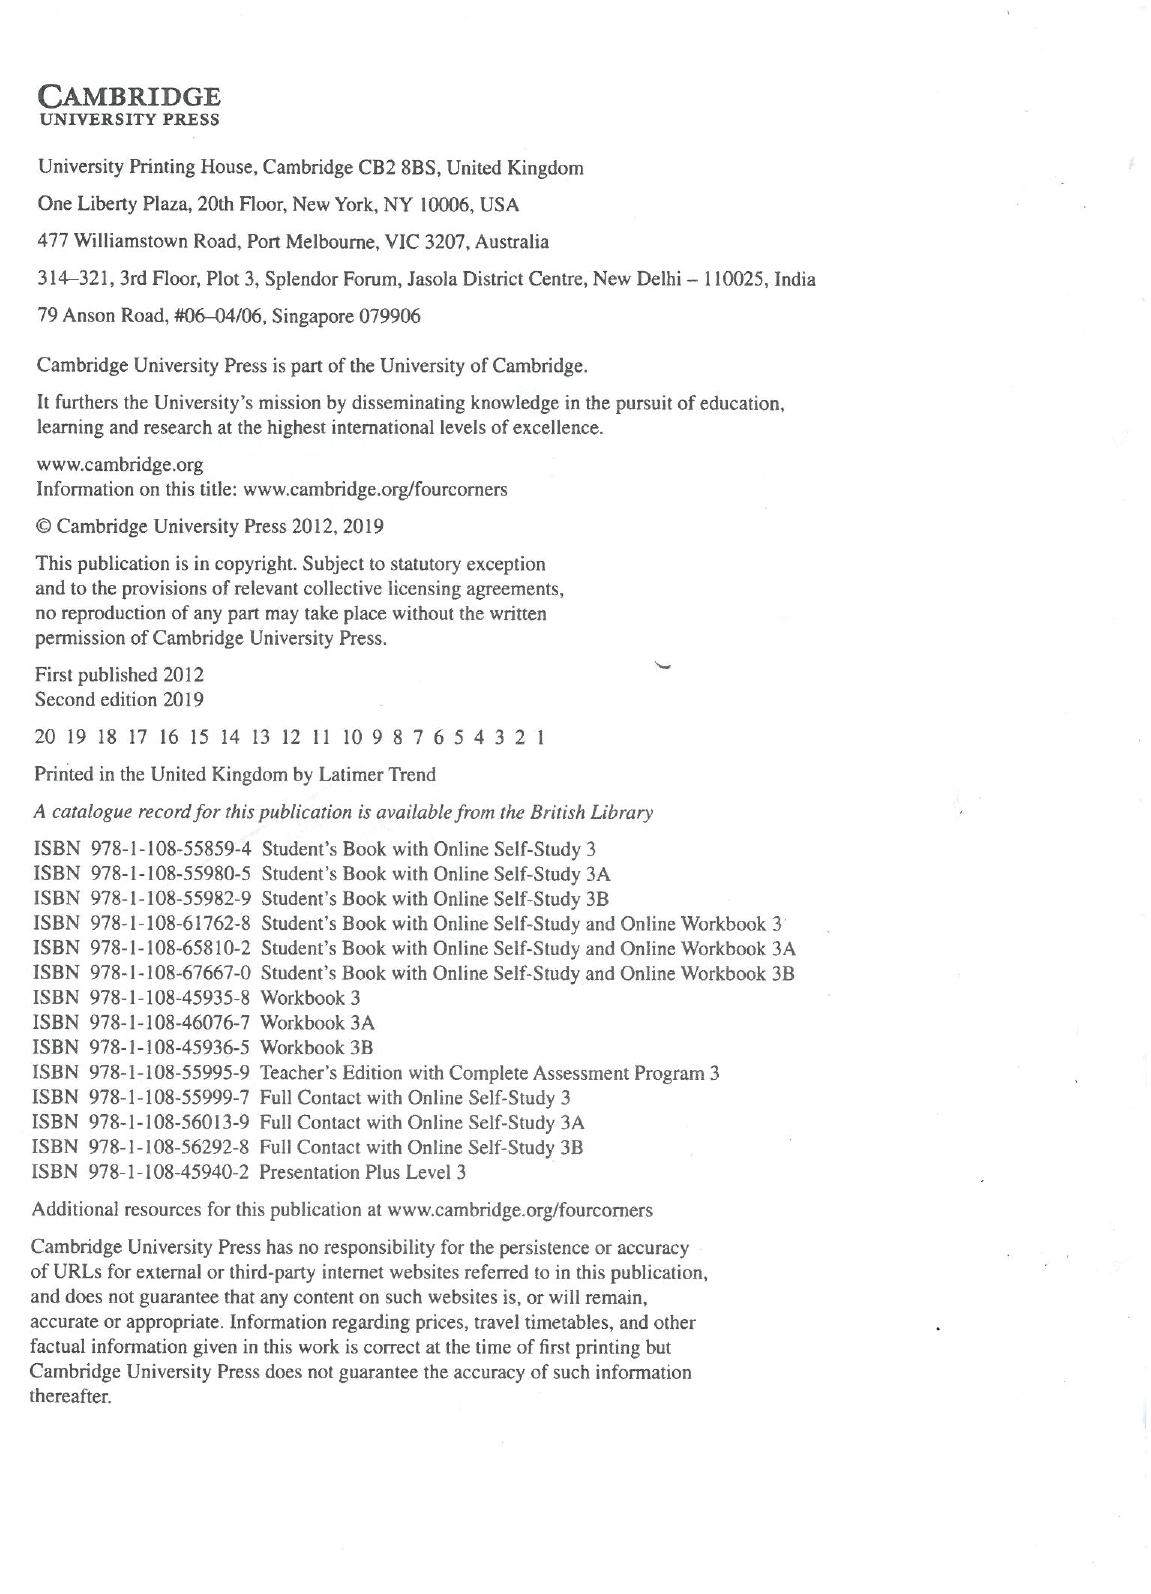 CAMBRIDGE
UNIVERSITY PRESS
University Printing House, Cambridge CB2 8BS, United Kingdom
One Liberty Plaza, 20th Floor, New York, NY 10006, USA
477 Williamstown Road, Port Melbourne, VIC 3207, Australia
314–321, 3rd Floor, Plot 3, Splendor Forum, Jasola District Centre, New Delhi – 110025, India
79 Anson Road, #06–04/06, Singapore 079906
Cambridge University Press is part of the University of Cambridge.
It furthers the University's mission by disseminating knowledge in the pursuit of education,
learning and research at the highest international levels of excellence.
www.cambridge.org
Information on this title: www.cambridge.org/fourcorners
© Cambridge University Press 2012, 2019
This publication is in copyright. Subject to statutory exception
and to the provisions of relevant collective licensing agreements,
no reproduction of any part may take place without the written
permission of Cambridge University Press.
First published 2012
Second edition 2019
20 19 18 17 16 15 14 13 12 11 10 9 8 7 6 5 4 3 2 1
Printed in the United Kingdom by Latimer Trend
A catalogue record for this publication is available from the British Library
ISBN 978-1-108-55859-4 Student's Book with Online Self-Study 3
ISBN 978-1-108-55980-5 Student's Book with Online Self-Study 3A
ISBN 978-1-108-55982-9 Student's Book with Online Self-Study 3B
ISBN 978-1-108-61762-8 Student's Book with Online Self-Study and Online Workbook 3
ISBN 978-1-108-65810-2 Student's Book with Online Self-Study and Online Workbook 3A
ISBN 978-1-108-67667-0 Student's Book with Online Self-Study and Online Workbook 3B
ISBN 978-1-108-45935-8 Workbook 3
ISBN 978-1-108-46076-7 Workbook 3A
ISBN 978-1-108-45936-5 Workbook 3B
ISBN 978-1-108-55995-9 Teacher's Edition with Complete Assessment Program 3
ISBN 978-1-108-55999-7 Full Contact with Online Self-Study 3
ISBN 978-1-108-56013-9 Full Contact with Online Self-Study 3A
ISBN 978-1-108-56292-8 Full Contact with Online Self-Study 3B
ISBN 978-1-108-45940-2 Presentation Plus Level 3
Additional resources for this publication at www.cambridge.org/fourcorners
Cambridge University Press has no responsibility for the persistence or accuracy
of URLs for external or third-party internet websites referred to in this publication,
and does not guarantee that any content on such websites is, or will remain,
accurate or appropriate. Information regarding prices, travel timetables, and other
factual information given in this work is correct at the time of first printing but
Cambridge University Press does not guarantee the accuracy of such information
thereafter.